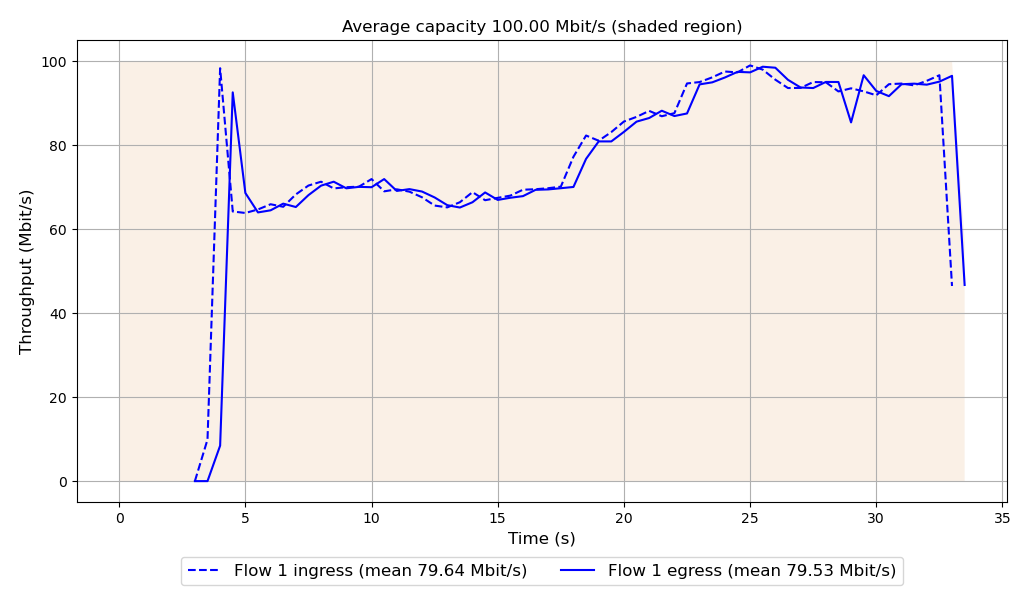 Average capacity 100.00 Mbit/s (shaded region)
Throughput (Mbit/s)
100
80
60
40
20
0
0 5 10 15 20 25 30 35
Time (s)
Flow 1 ingress (mean 79.64 Mbit/s) Flow 1 egress (mean 79.53 Mbit/s)